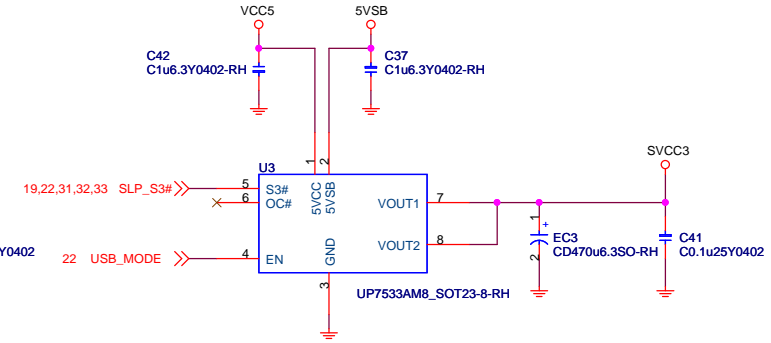 VCC5
5VSB
SVCC3
C42
C1u6.3Y0402-RH
C37
C1u6.3Y0402-RH
U3
1
2
5VCC
5VSB
19,22,31,32,33 SLP_S3#
5
S3#
6
OC#
VOUT1
7
VOUT2
8
22 USB_MODE
4
EN
GND
3
UP7533AM8_SOT23-8-RH
1
+
2
EC3
CD470u6.3SO-RH
C41
C0.1u25Y0402
Y0402